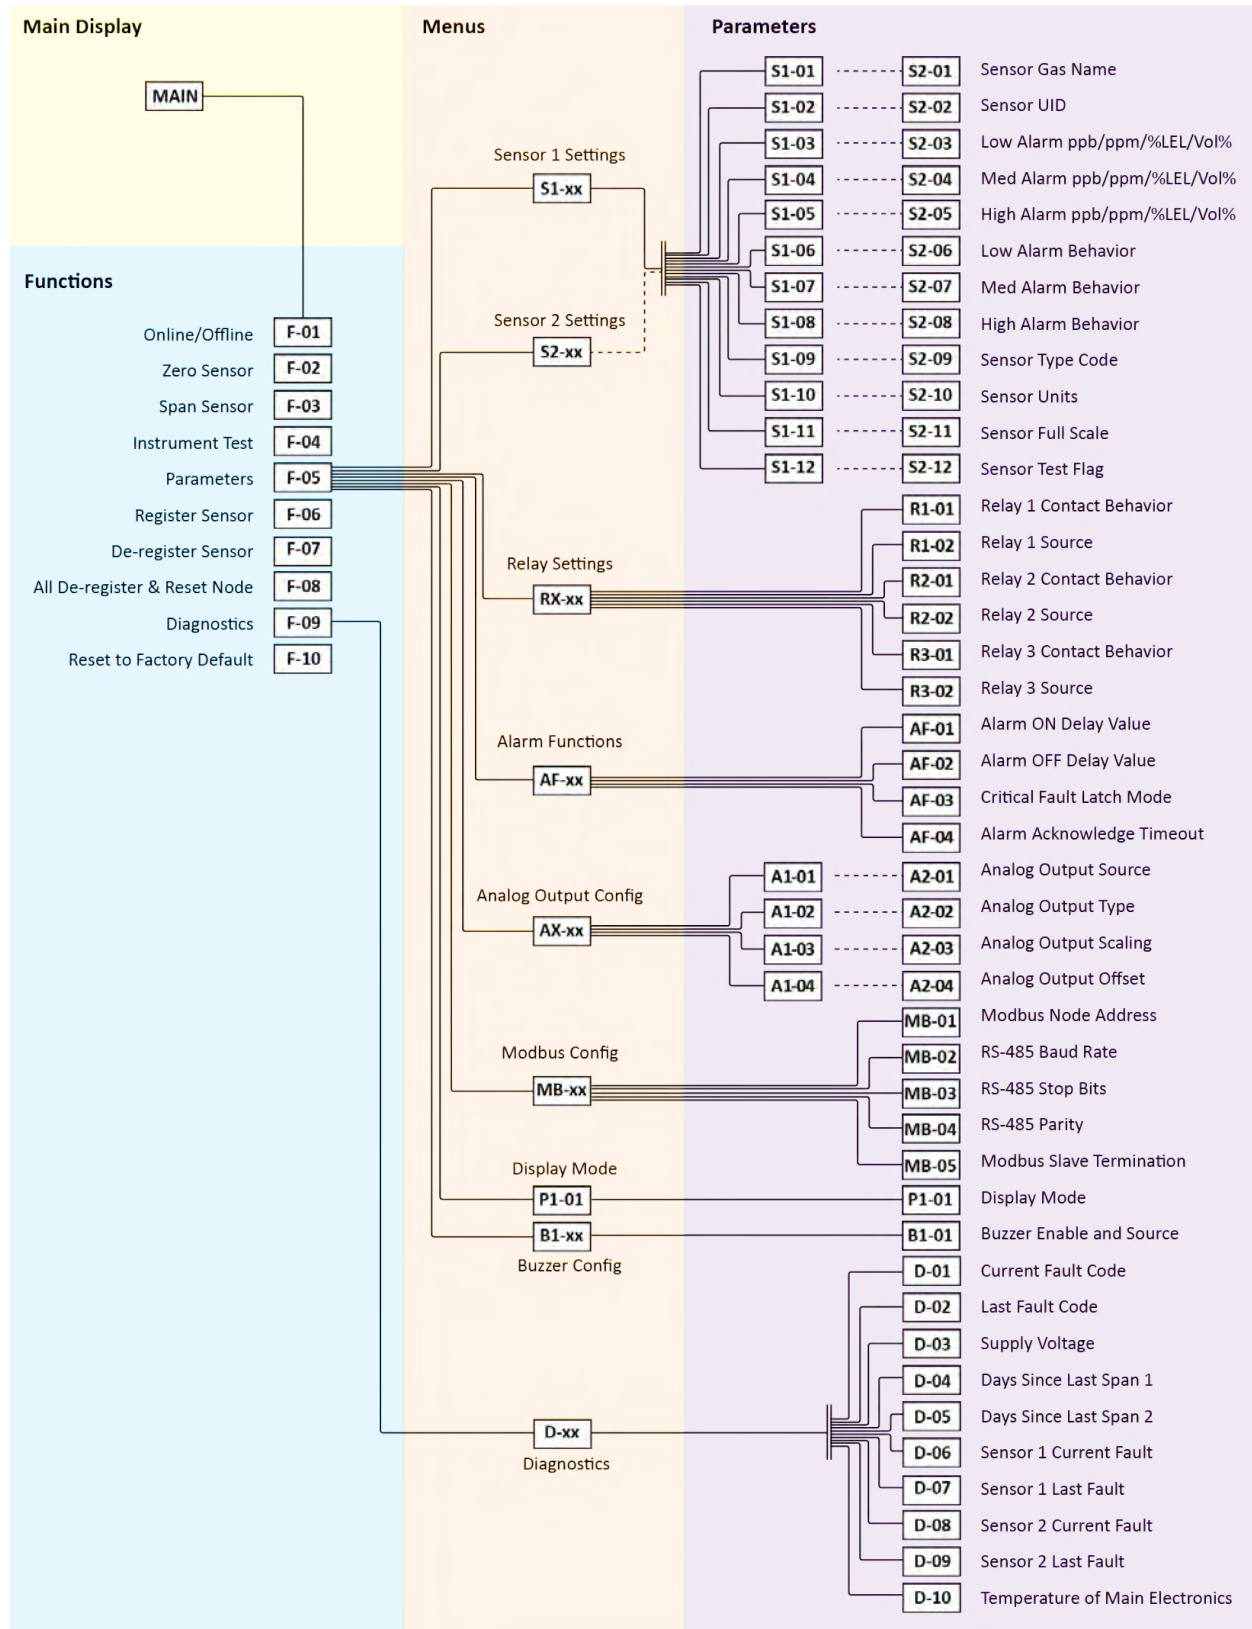 Main Display
Menus
Parameters
MAIN
Functions
Online/Offline F-01
Zero Sensor F-02
Span Sensor F-03
Instrument Test F-04
Parameters F-05
Register Sensor F-06
De-register Sensor F-07
All De-register & Reset Node F-08
Diagnostics F-09
Reset to Factory Default F-10
Sensor 1 Settings
S1-xx
Sensor 2 Settings
S2-xx
Relay Settings
RX-xx
Alarm Functions
AF-xx
Analog Output Config
AX-xx
Modbus Config
MB-xx
Display Mode
P1-01
B1-xx
Buzzer Config
D-xx
Diagnostics
S1-01 S2-01 Sensor Gas Name
S1-02 S2-02 Sensor UID
S1-03 S2-03 Low Alarm ppb/ppm/%LEL/Vol%
S1-04 S2-04 Med Alarm ppb/ppm/%LEL/Vol%
S1-05 S2-05 High Alarm ppb/ppm/%LEL/Vol%
S1-06 S2-06 Low Alarm Behavior
S1-07 S2-07 Med Alarm Behavior
S1-08 S2-08 High Alarm Behavior
S1-09 S2-09 Sensor Type Code
S1-10 S2-10 Sensor Units
S1-11 S2-11 Sensor Full Scale
S1-12 S2-12 Sensor Test Flag
R1-01 Relay 1 Contact Behavior
R1-02 Relay 1 Source
R2-01 Relay 2 Contact Behavior
R2-02 Relay 2 Source
R3-01 Relay 3 Contact Behavior
R3-02 Relay 3 Source
AF-01 Alarm ON Delay Value
AF-02 Alarm OFF Delay Value
AF-03 Critical Fault Latch Mode
AF-04 Alarm Acknowledge Timeout
A1-01 A2-01 Analog Output Source
A1-02 A2-02 Analog Output Type
A1-03 A2-03 Analog Output Scaling
A1-04 A2-04 Analog Output Offset
MB-01 Modbus Node Address
MB-02 RS-485 Baud Rate
MB-03 RS-485 Stop Bits
MB-04 RS-485 Parity
MB-05 Modbus Slave Termination
P1-01 Display Mode
B1-01 Buzzer Enable and Source
D-01 Current Fault Code
D-02 Last Fault Code
D-03 Supply Voltage
D-04 Days Since Last Span 1
D-05 Days Since Last Span 2
D-06 Sensor 1 Current Fault
D-07 Sensor 1 Last Fault
D-08 Sensor 2 Current Fault
D-09 Sensor 2 Last Fault
D-10 Temperature of Main Electronics